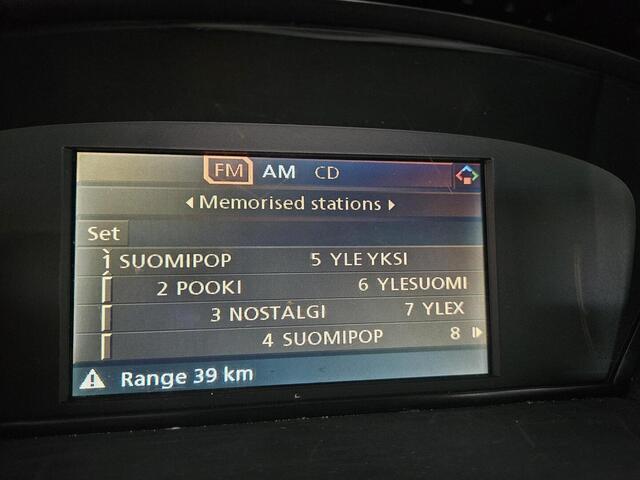 FM AM CD
Memorised stations
Set
1 SUOMIPOP 5 YLE YKSI
2 POOKI 6 YLESUOMI
3 NOSTALGI 7 YLEX
4 SUOMIPOP 8
Range 39 km